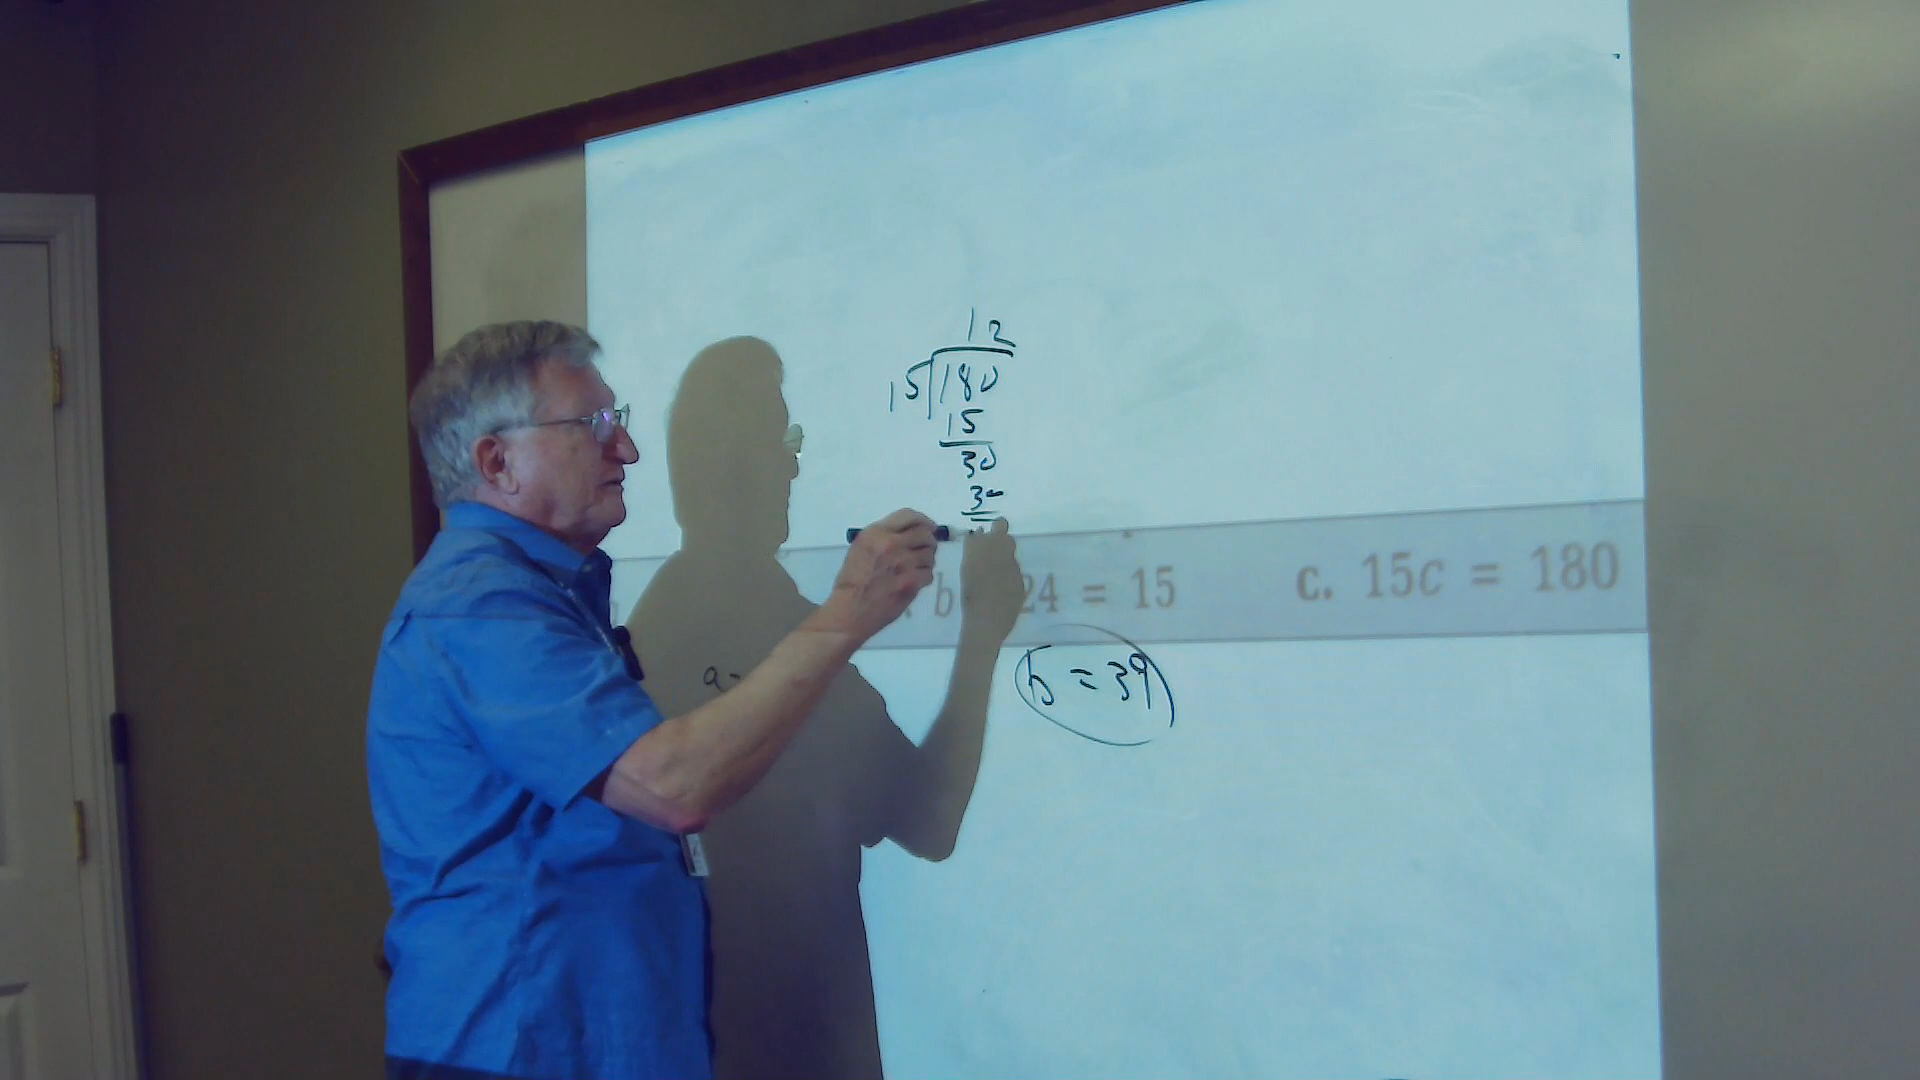 12
15)180
15
30
30
b 24 = 15
c. 15c = 180
a =
b = 39